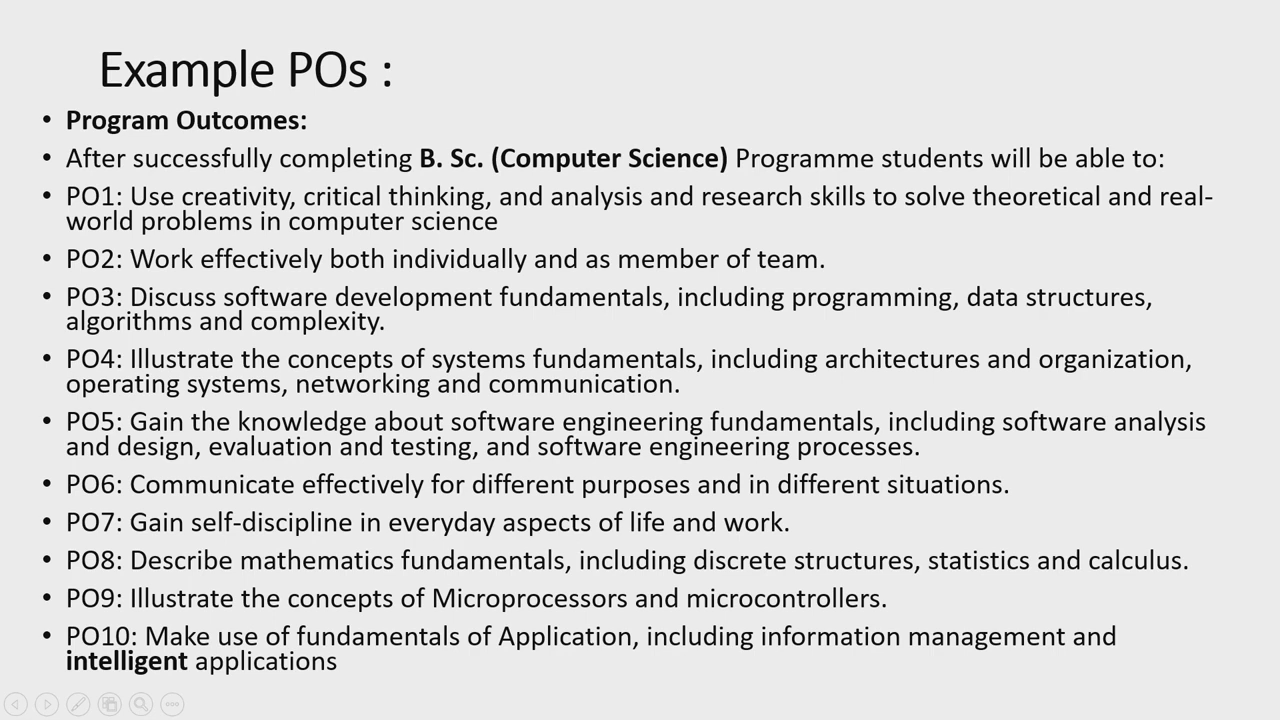 Example POs :
• Program Outcomes:
• After successfully completing B. Sc. (Computer Science) Programme students will be able to:
• PO1: Use creativity, critical thinking, and analysis and research skills to solve theoretical and real-
world problems in computer science
• PO2: Work effectively both individually and as member of team.
• PO3: Discuss software development fundamentals, including programming, data structures,
algorithms and complexity.
• PO4: Illustrate the concepts of systems fundamentals, including architectures and organization,
operating systems, networking and communication.
• PO5: Gain the knowledge about software engineering fundamentals, including software analysis
and design, evaluation and testing, and software engineering processes.
• PO6: Communicate effectively for different purposes and in different situations.
• PO7: Gain self-discipline in everyday aspects of life and work.
• PO8: Describe mathematics fundamentals, including discrete structures, statistics and calculus.
• PO9: Illustrate the concepts of Microprocessors and microcontrollers.
• PO10: Make use of fundamentals of Application, including information management and
intelligent applications